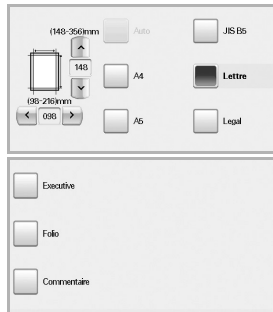 (148-356)mm
148
(98-216)mm
098
Auto
A4
A5
JIS B5
Lettre
Legal
Executive
Folio
Commentaire